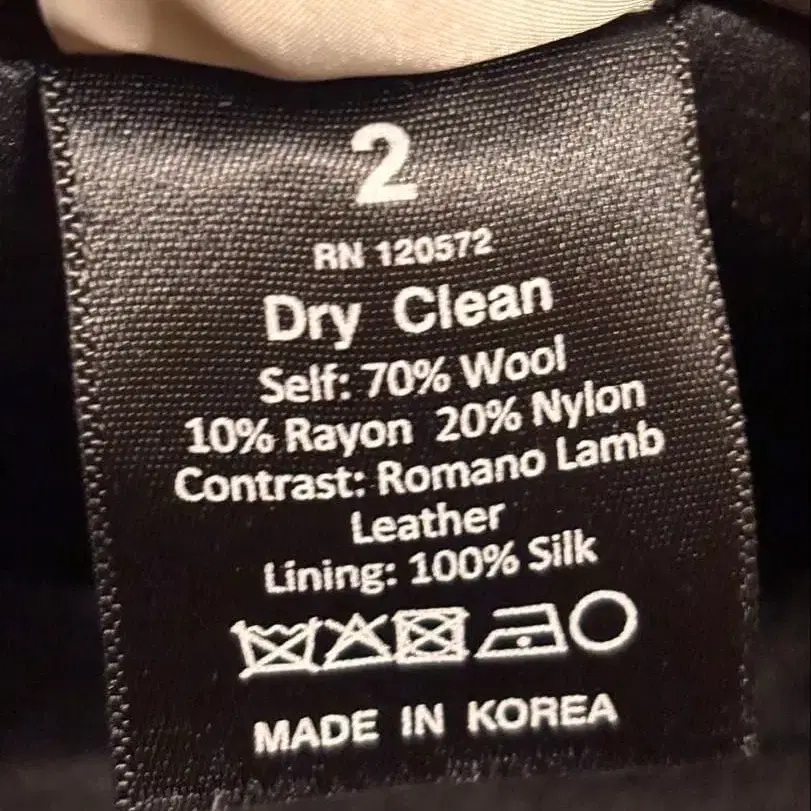 2
RN 120572
Dry Clean
Self: 70% Wool
10% Rayon 20% Nylon
Contrast: Romano Lamb
Leather
Lining: 100% Silk
MADE IN KOREA